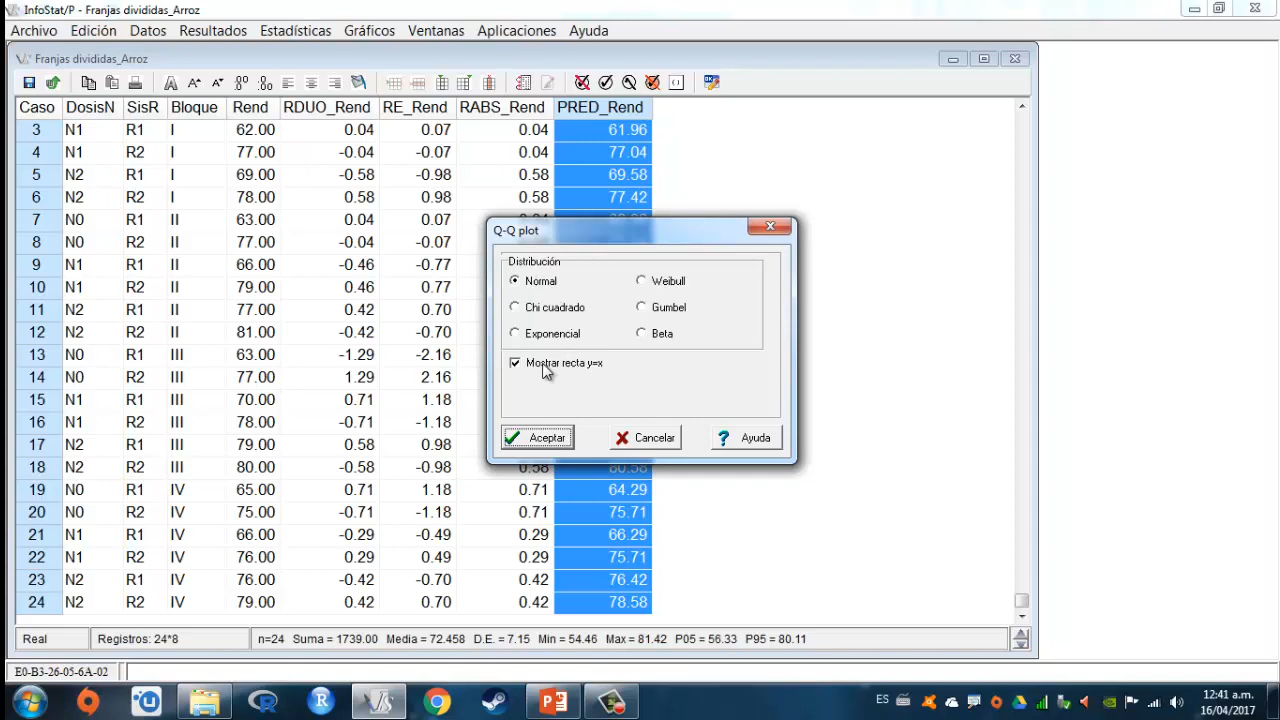 InfoStat/P - Franjas divididas_Arroz
Archivo Edición Datos Resultados Estadísticas Gráficos Ventanas Aplicaciones Ayuda
Franjas divididas_Arroz
Caso DosisN SisR Bloque Rend RDUO_Rend RE_Rend RABS_Rend PRED_Rend
3 N1 R1 I 62.00 0.04 0.07 0.04 61.96
4 N1 R2 I 77.00 -0.04 -0.07 0.04 77.04
5 N2 R1 I 69.00 -0.58 -0.98 0.58 69.58
6 N2 R2 I 78.00 0.58 0.98 0.58 77.42
7 N0 R1 II 63.00 0.04 0.07
8 N0 R2 II 77.00 -0.04 -0.07
9 N1 R1 II 66.00 -0.46 -0.77
10 N1 R2 II 79.00 0.46 0.77
11 N2 R1 II 77.00 0.42 0.70
12 N2 R2 II 81.00 -0.42 -0.70
13 N0 R1 III 63.00 -1.29 -2.16
14 N0 R2 III 77.00 1.29 2.16
15 N1 R1 III 70.00 0.71 1.18
16 N1 R2 III 78.00 -0.71 -1.18
17 N2 R1 III 79.00 0.58 0.98
18 N2 R2 III 80.00 -0.58 -0.98 0.58 80.58
19 N0 R1 IV 65.00 0.71 1.18 0.71 64.29
20 N0 R2 IV 75.00 -0.71 -1.18 0.71 75.71
21 N1 R1 IV 66.00 -0.29 -0.49 0.29 66.29
22 N1 R2 IV 76.00 0.29 0.49 0.29 75.71
23 N2 R1 IV 76.00 -0.42 -0.70 0.42 76.42
24 N2 R2 IV 79.00 0.42 0.70 0.42 78.58
Q-Q plot
Distribución
Normal Weibull
Chi cuadrado Gumbel
Exponencial Beta
Mostrar recta y=x
Aceptar Cancelar Ayuda
Real Registros: 24*8 n=24 Suma = 1739.00 Media = 72.458 D.E. = 7.15 Min = 54.46 Max = 81.42 P05 = 56.33 P95 = 80.11
E0-B3-26-05-6A-02
ES 12:41 a.m.
16/04/2017